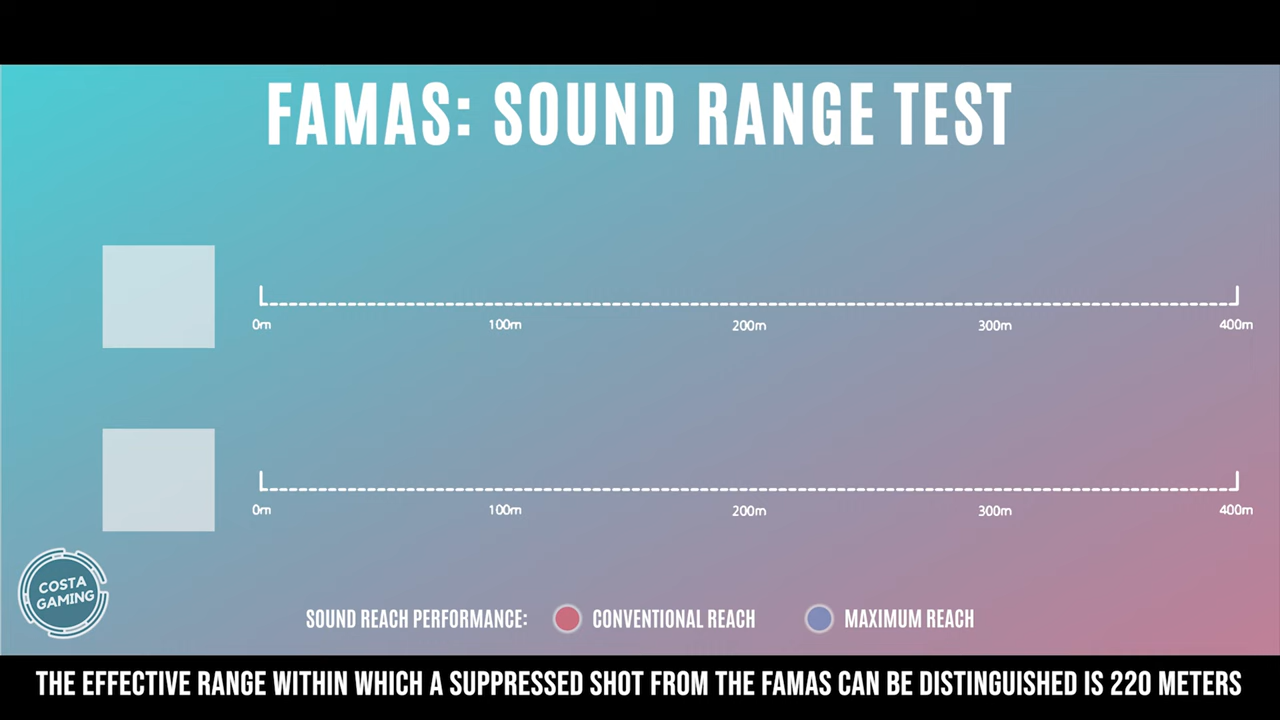 FAMAS: SOUND RANGE TEST
0m 100m 200m 300m 400m
0m 100m 200m 300m 400m
COSTA
GAMING
SOUND REACH PERFORMANCE: CONVENTIONAL REACH MAXIMUM REACH
THE EFFECTIVE RANGE WITHIN WHICH A SUPPRESSED SHOT FROM THE FAMAS CAN BE DISTINGUISHED IS 220 METERS